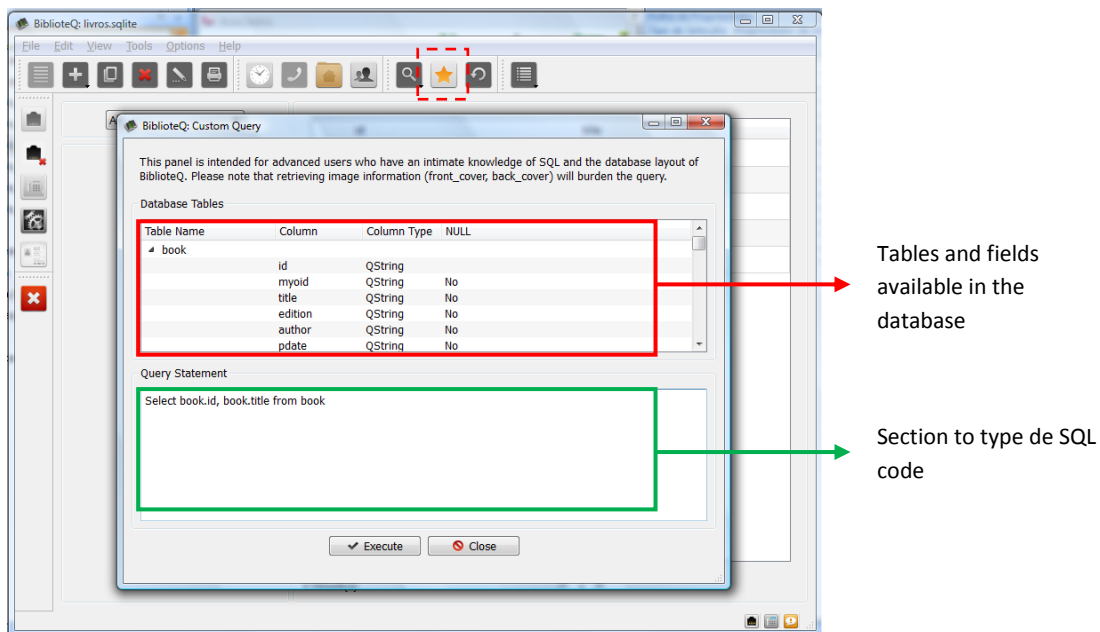 BiblioteQ: livros.sqlite
File Edit View Tools Options Help
BiblioteQ: Custom Query
This panel is intended for advanced users who have an intimate knowledge of SQL and the database layout of
BiblioteQ. Please note that retrieving image information (front_cover, back_cover) will burden the query.
Database Tables
Table Name Column Column Type NULL
book
id QString
myoid QString No
title QString No
edition QString No
author QString No
pdate QString No
Query Statement
Select book.id, book.title from book
Execute Close
Tables and fields
available in the
database
Section to type de SQL
code